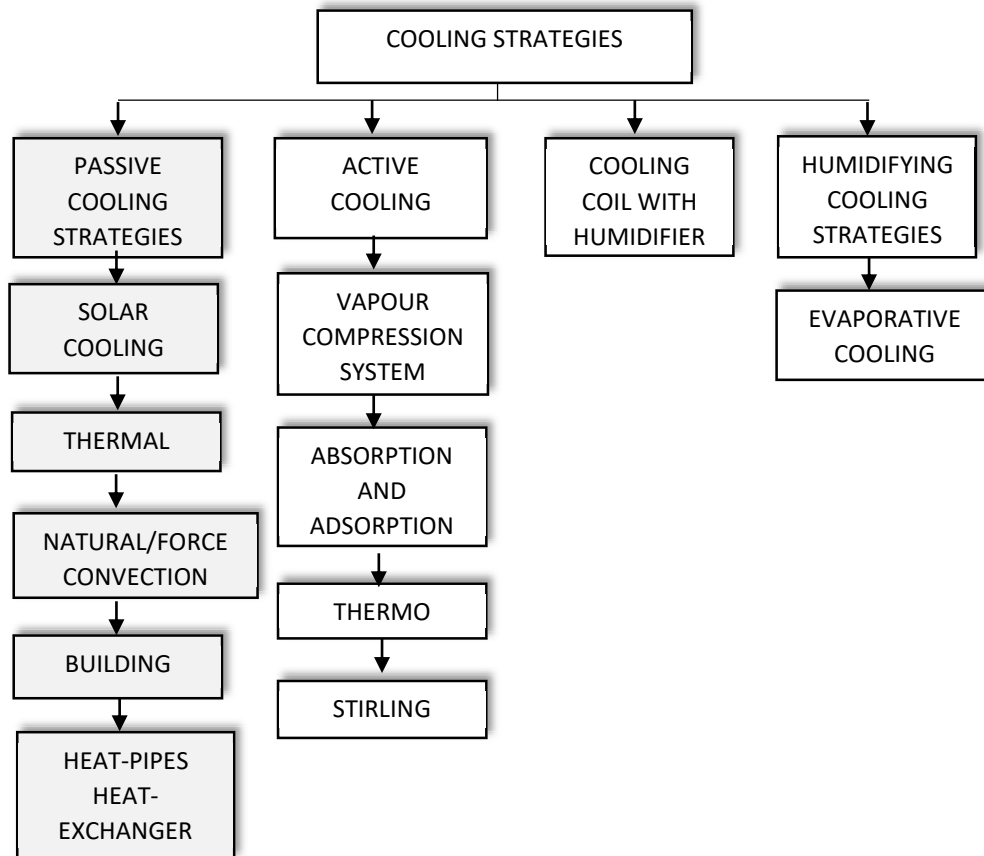 COOLING STRATEGIES
PASSIVE
COOLING
STRATEGIES
SOLAR
COOLING
THERMAL
NATURAL/FORCE
CONVECTION
BUILDING
HEAT-PIPES
HEAT-
EXCHANGER
ACTIVE
COOLING
VAPOUR
COMPRESSION
SYSTEM
ABSORPTION
AND
ADSORPTION
THERMO
STIRLING
COOLING
COIL WITH
HUMIDIFIER
HUMIDIFYING
COOLING
STRATEGIES
EVAPORATIVE
COOLING